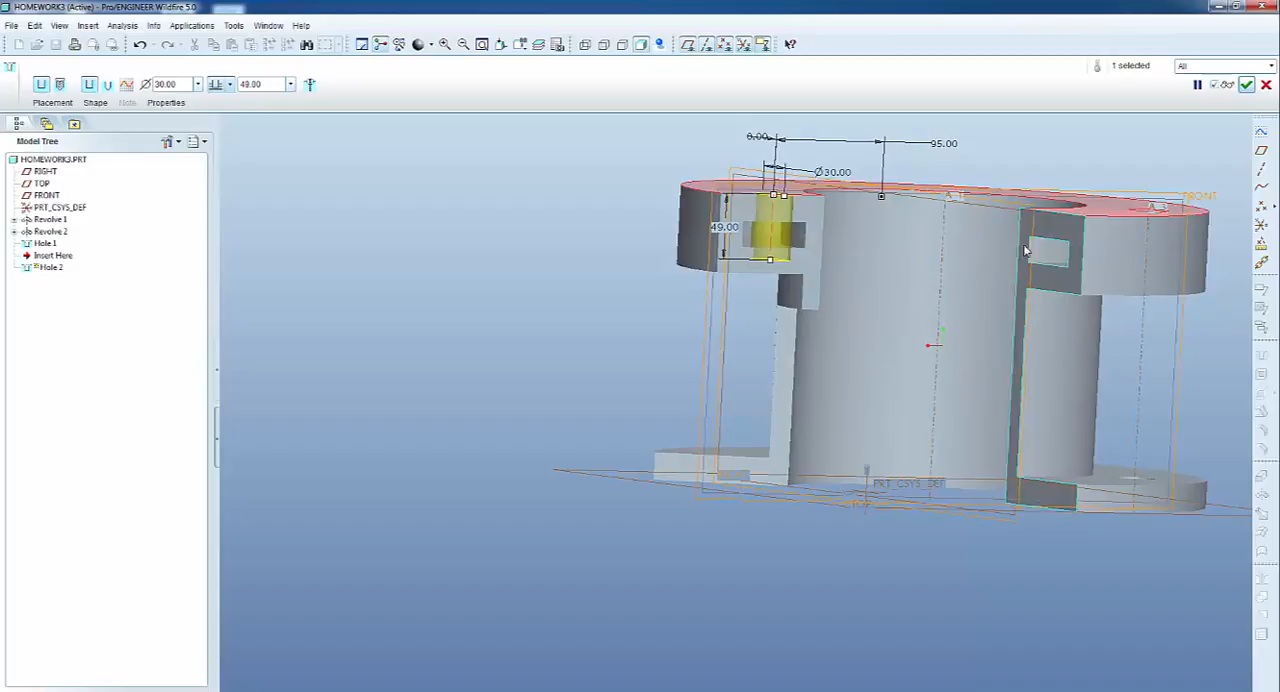 HOMEWORK3 (Active) - Pro/ENGINEER Wildfire 5.0
File Edit View Insert Analysis Info Applications Tools Window Help
1 selected All
30.00 49.00
Placement Shape Note Properties
Model Tree
HOMEWORK3.PRT
RIGHT
TOP
FRONT
PRT_CSYS_DEF
Revolve 1
Revolve 2
Hole 1
Insert Here
Hole 2
0.00
95.00
Ø30.00
FRONT
49.00
PRT_CSYS_DEF